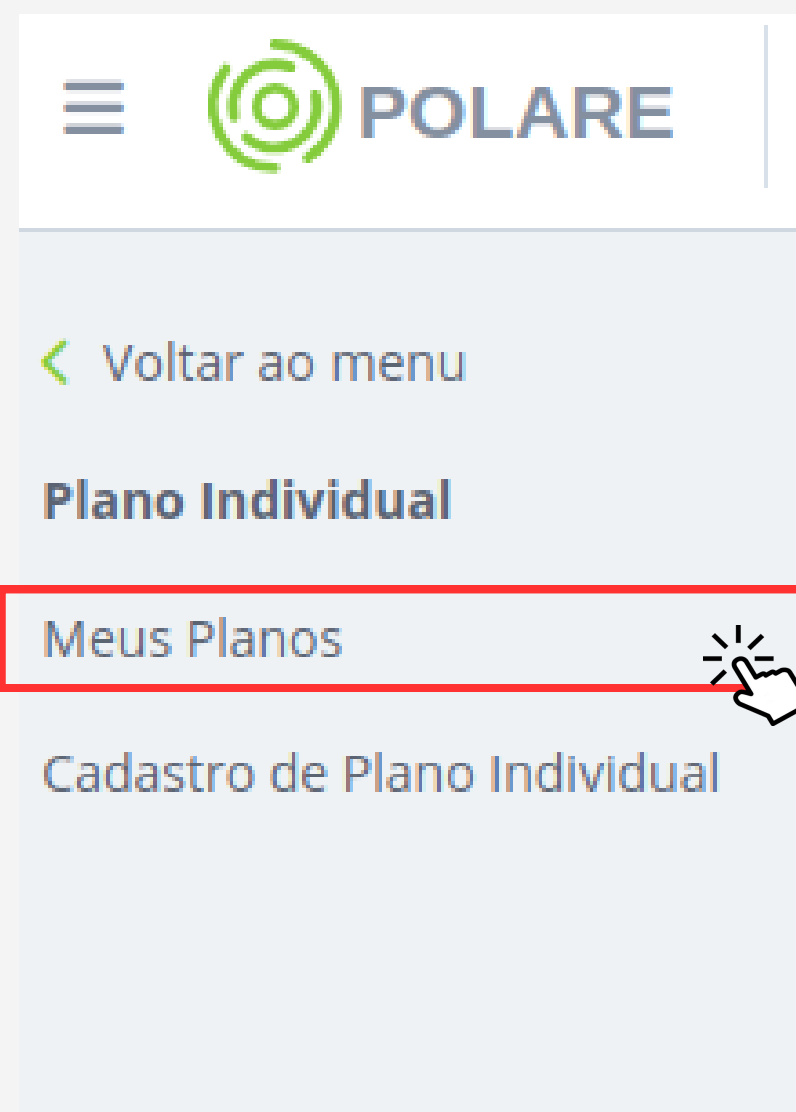 POLARE
Voltar ao menu
Plano Individual
Meus Planos
Cadastro de Plano Individual